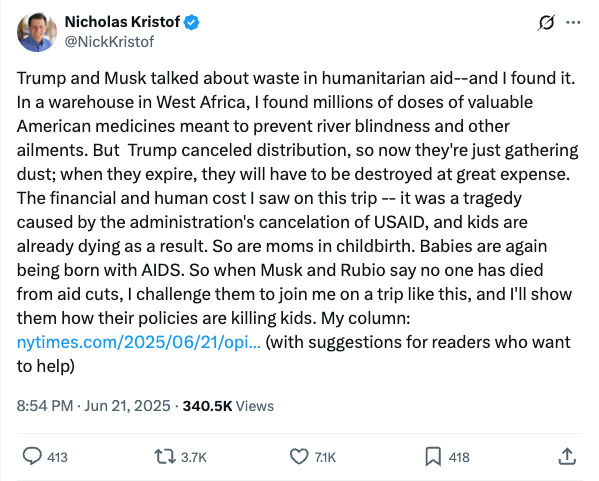 Nicholas Kristof
@NickKristof
Trump and Musk talked about waste in humanitarian aid--and I found it.
In a warehouse in West Africa, I found millions of doses of valuable
American medicines meant to prevent river blindness and other
ailments. But  Trump canceled distribution, so now they're just gathering
dust; when they expire, they will have to be destroyed at great expense.
The financial and human cost I saw on this trip -- it was a tragedy
caused by the administration's cancelation of USAID, and kids are
already dying as a result. So are moms in childbirth. Babies are again
being born with AIDS. So when Musk and Rubio say no one has died
from aid cuts, I challenge them to join me on a trip like this, and I'll show
them how their policies are killing kids. My column:
nytimes.com/2025/06/21/opi... (with suggestions for readers who want
to help)
8:54 PM · Jun 21, 2025 · 340.5K Views
413 3.7K 7.1K 418